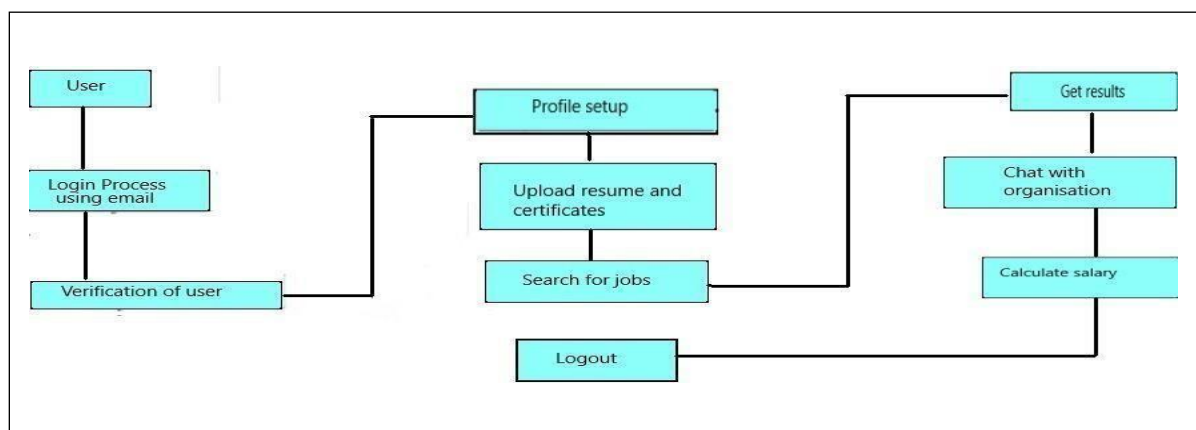 User
Login Process
using email
Verification of user
Profile setup
Upload resume and
certificates
Search for jobs
Get results
Chat with
organisation
Calculate salary
Logout